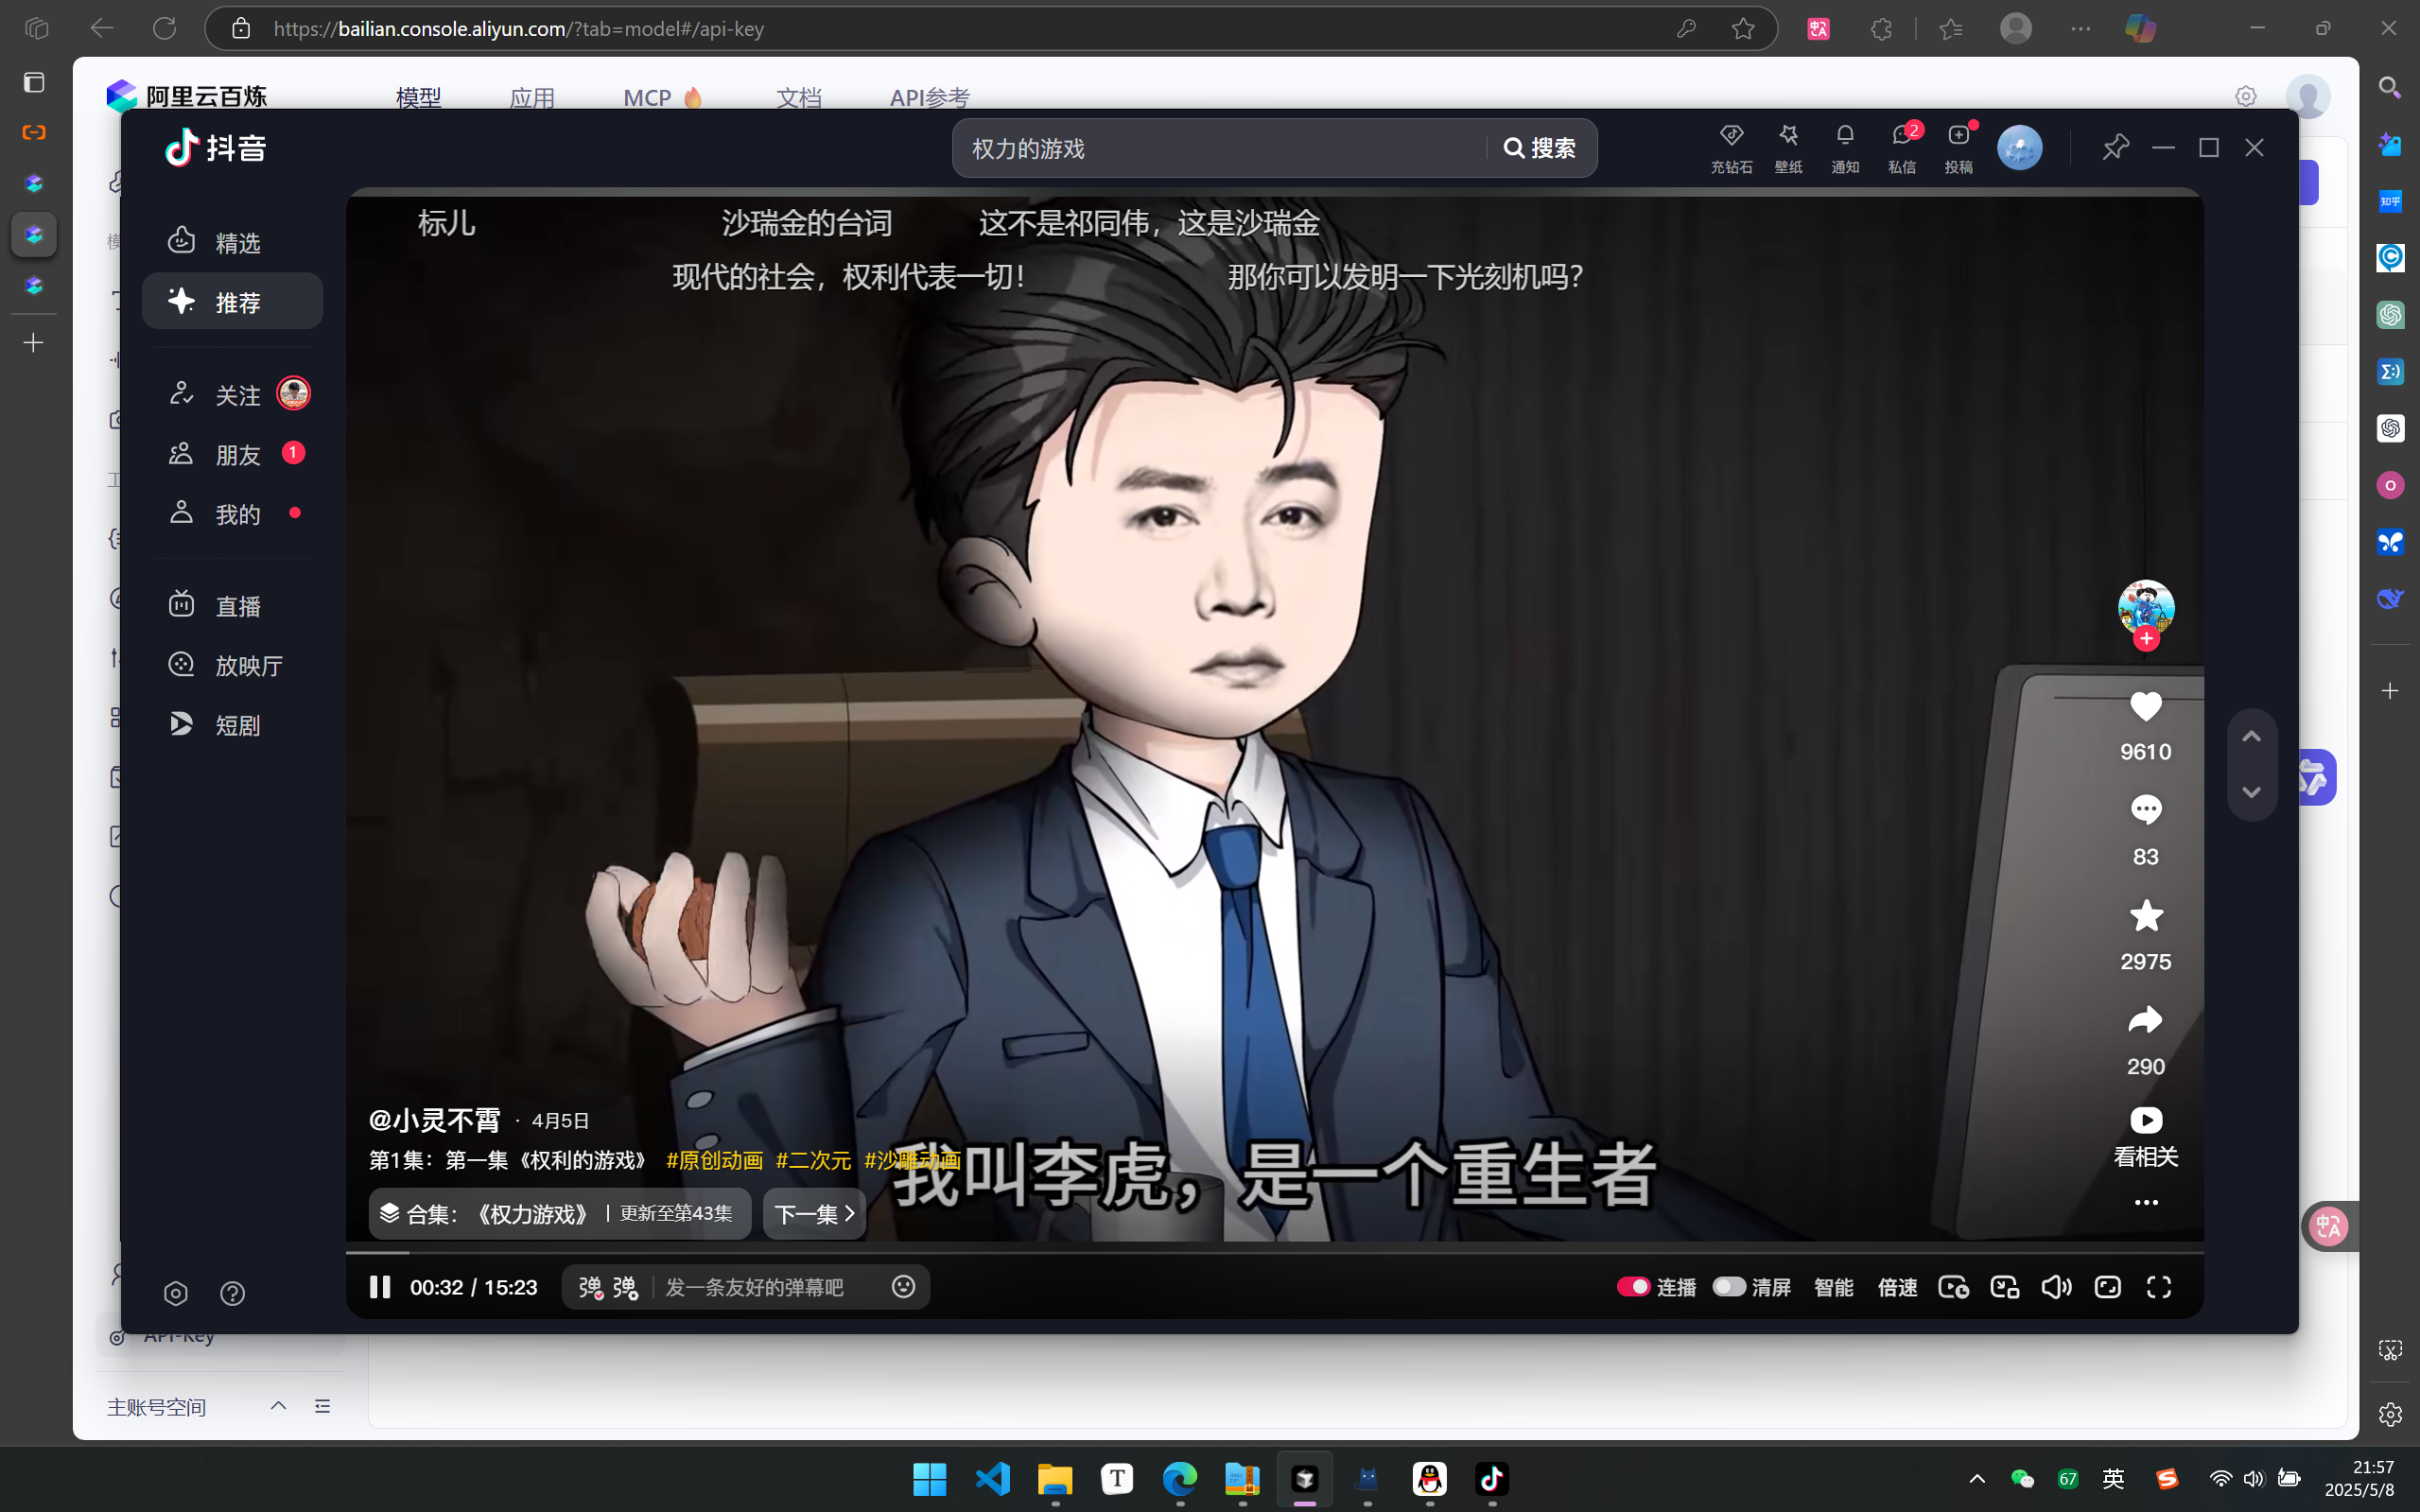 https://bailian.console.aliyun.com/?tab=model#/api-key
阿里云百炼
模型
应用
MCP
文档
API参考
抖音
权力的游戏
搜索
充钻石
壁纸
通知
2
私信
投稿
精选
推荐
关注
朋友
1
我的
直播
放映厅
短剧
标儿
沙瑞金的台词
这不是祁同伟，这是沙瑞金
现代的社会，权利代表一切！
那你可以发明一下光刻机吗？
9610
83
2975
290
看相关
@小灵不霄 · 4月5日
第1集：第一集《权利的游戏》 #原创动画 #二次元 #沙雕动画
我叫李虎，是一个重生者
合集：《权力游戏》 | 更新至第43集
下一集
00:32 / 15:23
弹 弹
发一条友好的弹幕吧
连播
清屏
智能
倍速
API-Key
主账号空间
知乎
67
英
21:57
2025/5/8